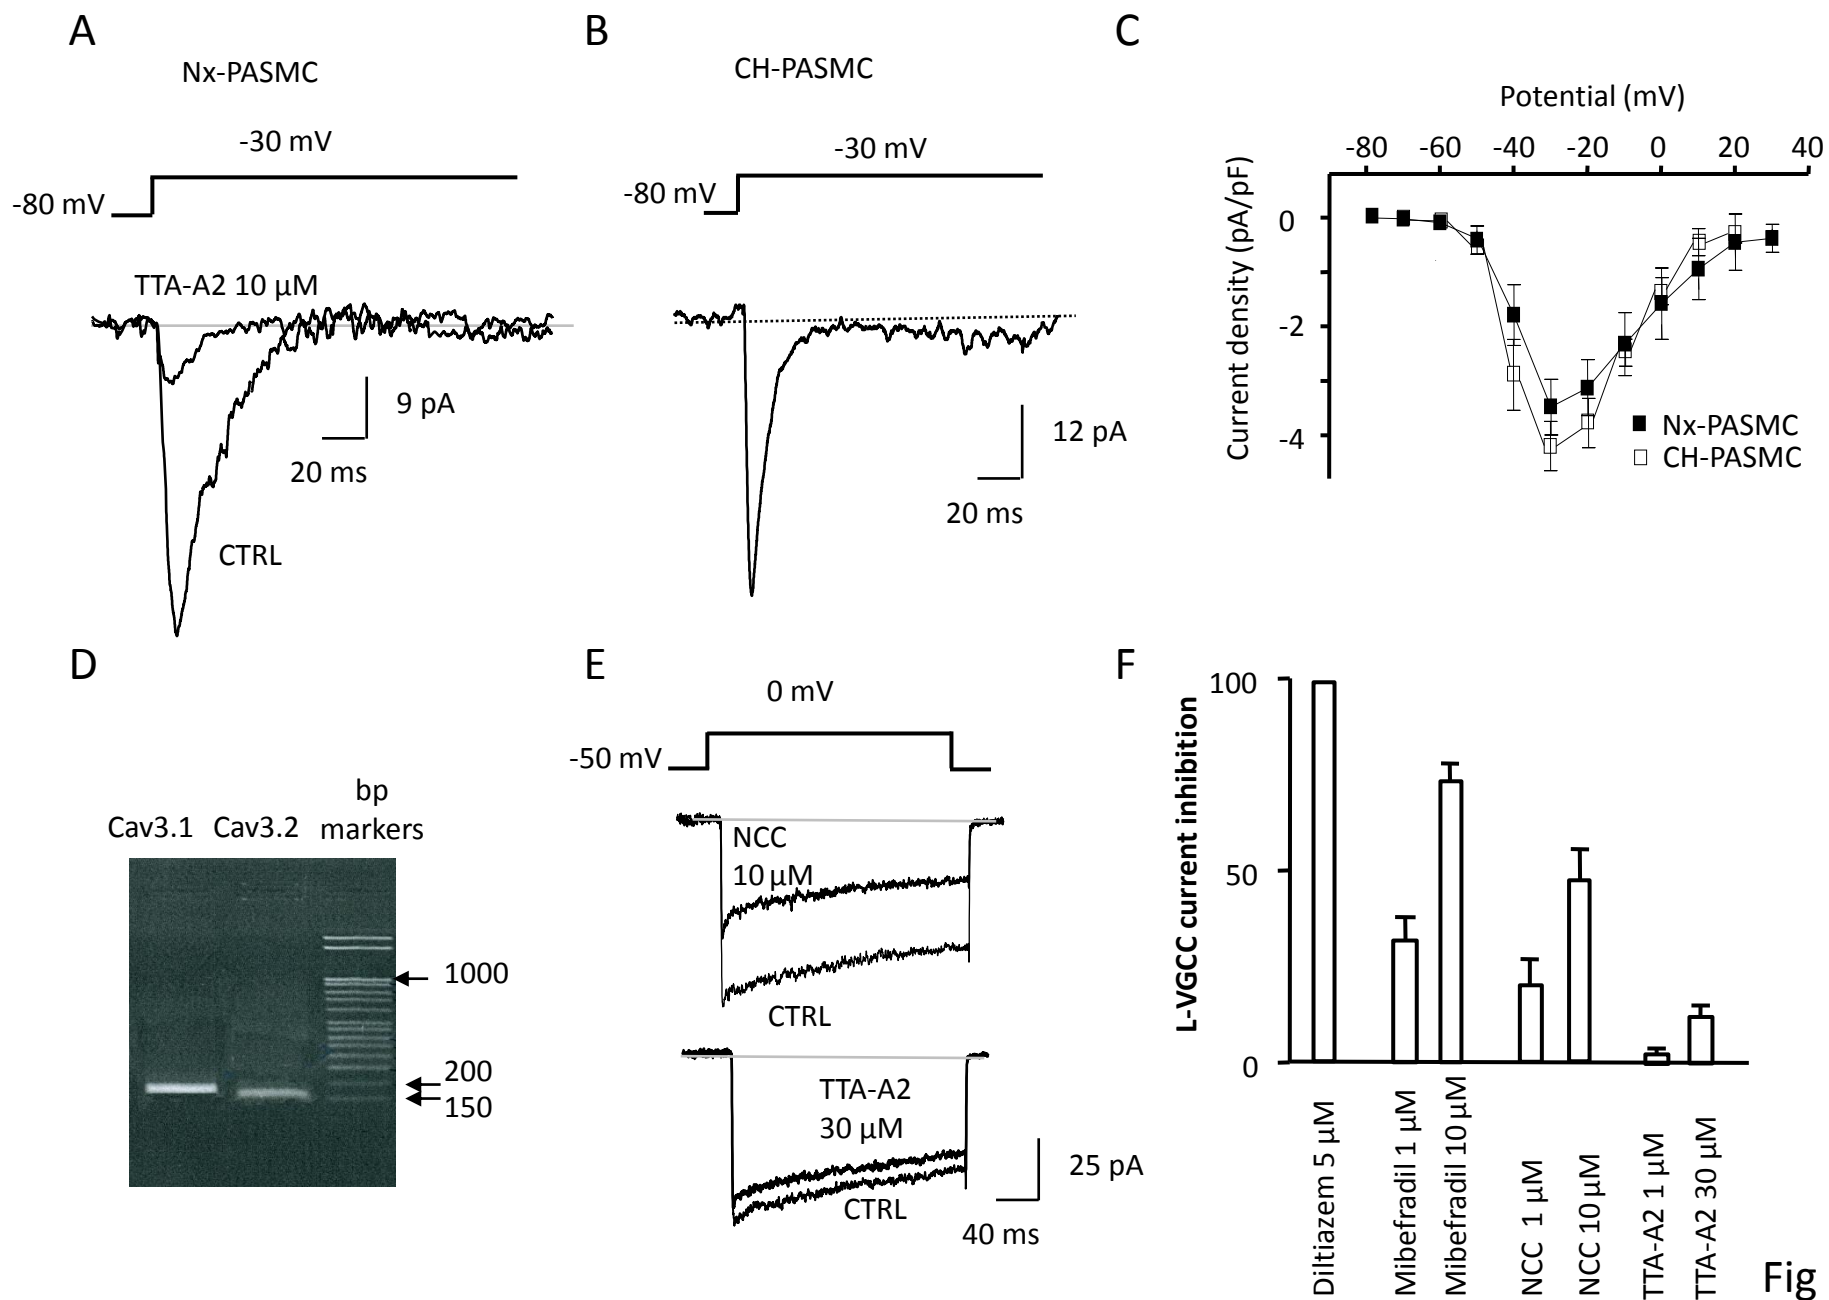 A
Nx-PASMC
-30 mV
-80 mV
TTA-A2 10 µM
9 pA
20 ms
CTRL
B
CH-PASMC
-30 mV
-80 mV
12 pA
20 ms
C
Potential (mV)
-80 -60 -40 -20 0 20 40
Current density (pA/pF)
0
-2
-4
Nx-PASMC
CH-PASMC
D
bp
Cav3.1 Cav3.2 markers
1000
200
150
E
0 mV
-50 mV
NCC
10 µM
CTRL
TTA-A2
30 µM
25 pA
CTRL
40 ms
F
L-VGCC current inhibition
100
50
0
Diltiazem 5 µM
Mibefradil 1 µM
Mibefradil 10 µM
NCC 1 µM
NCC 10 µM
TTA-A2 1 µM
TTA-A2 30 µM
Fig